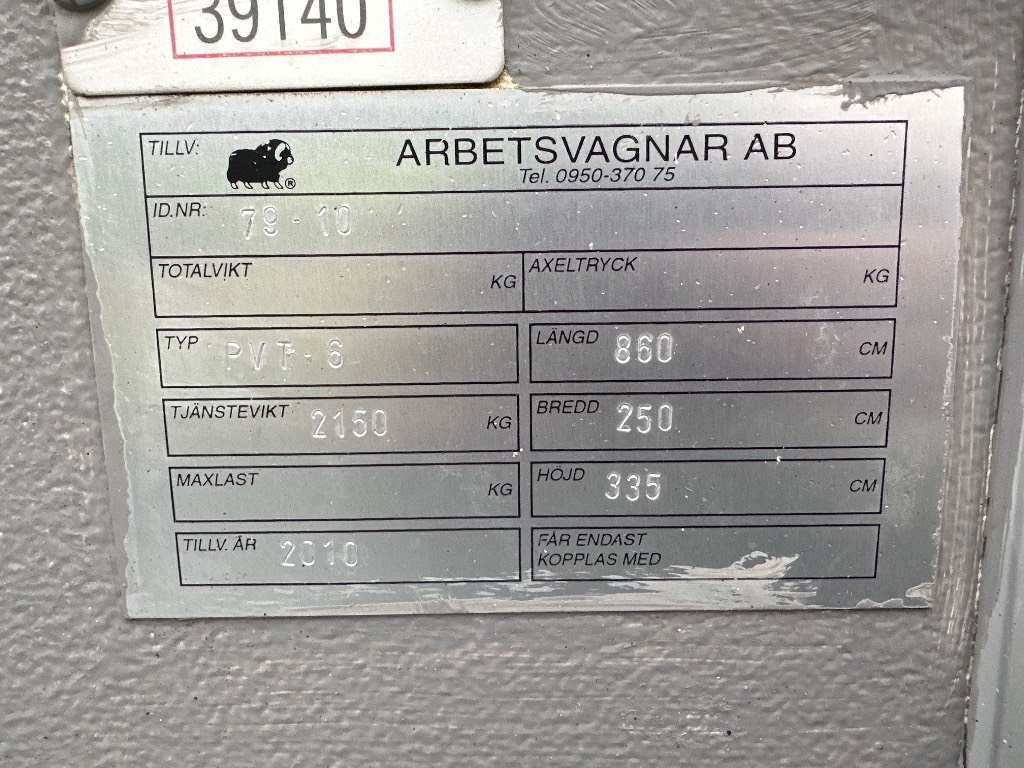 39140
TILLV: ® ARBETSVAGNAR AB
Tel. 0950-370 75
ID.NR: 79-10
TOTALVIKT KG AXELTRYCK KG
TYP PVT-6 LÄNGD 860 CM
TJÄNSTEVIKT 2150 KG BREDD 250 CM
MAXLAST KG HÖJD 335 CM
TILLV. ÅR 2010 FÅR ENDAST
KOPPLAS MED